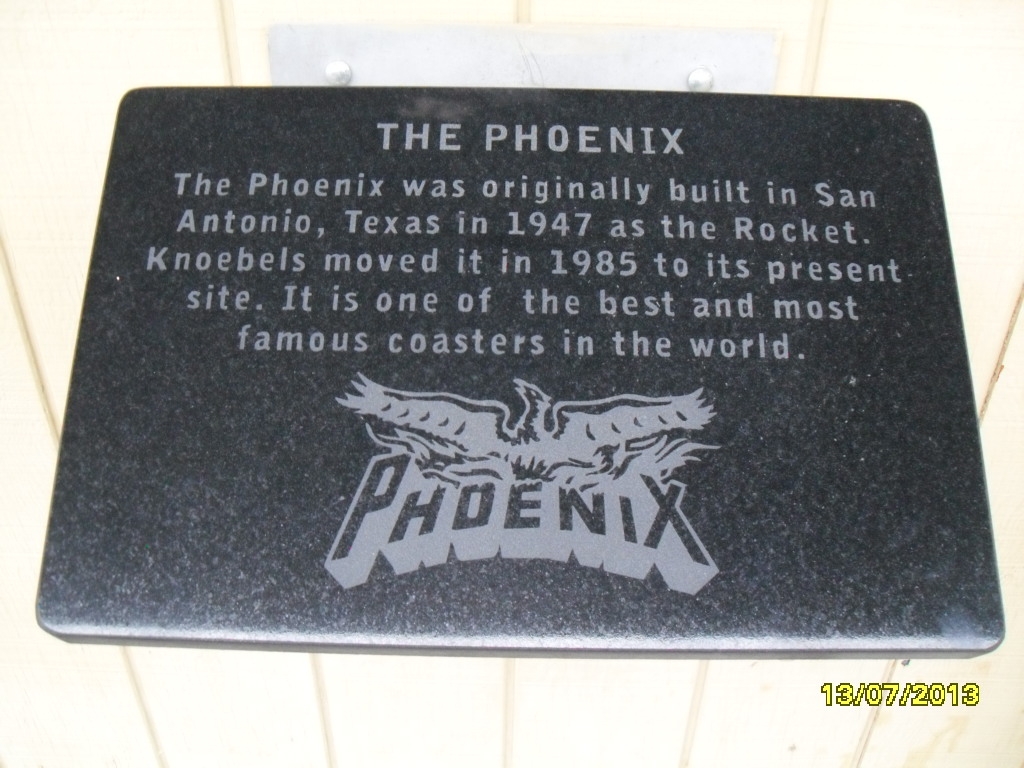 THE PHOENIX
The Phoenix was originally built in San
Antonio, Texas in 1947 as the Rocket.
Knoebels moved it in 1985 to its present
site. It is one of the best and most
famous coasters in the world.
PHOENIX
13/07/2013